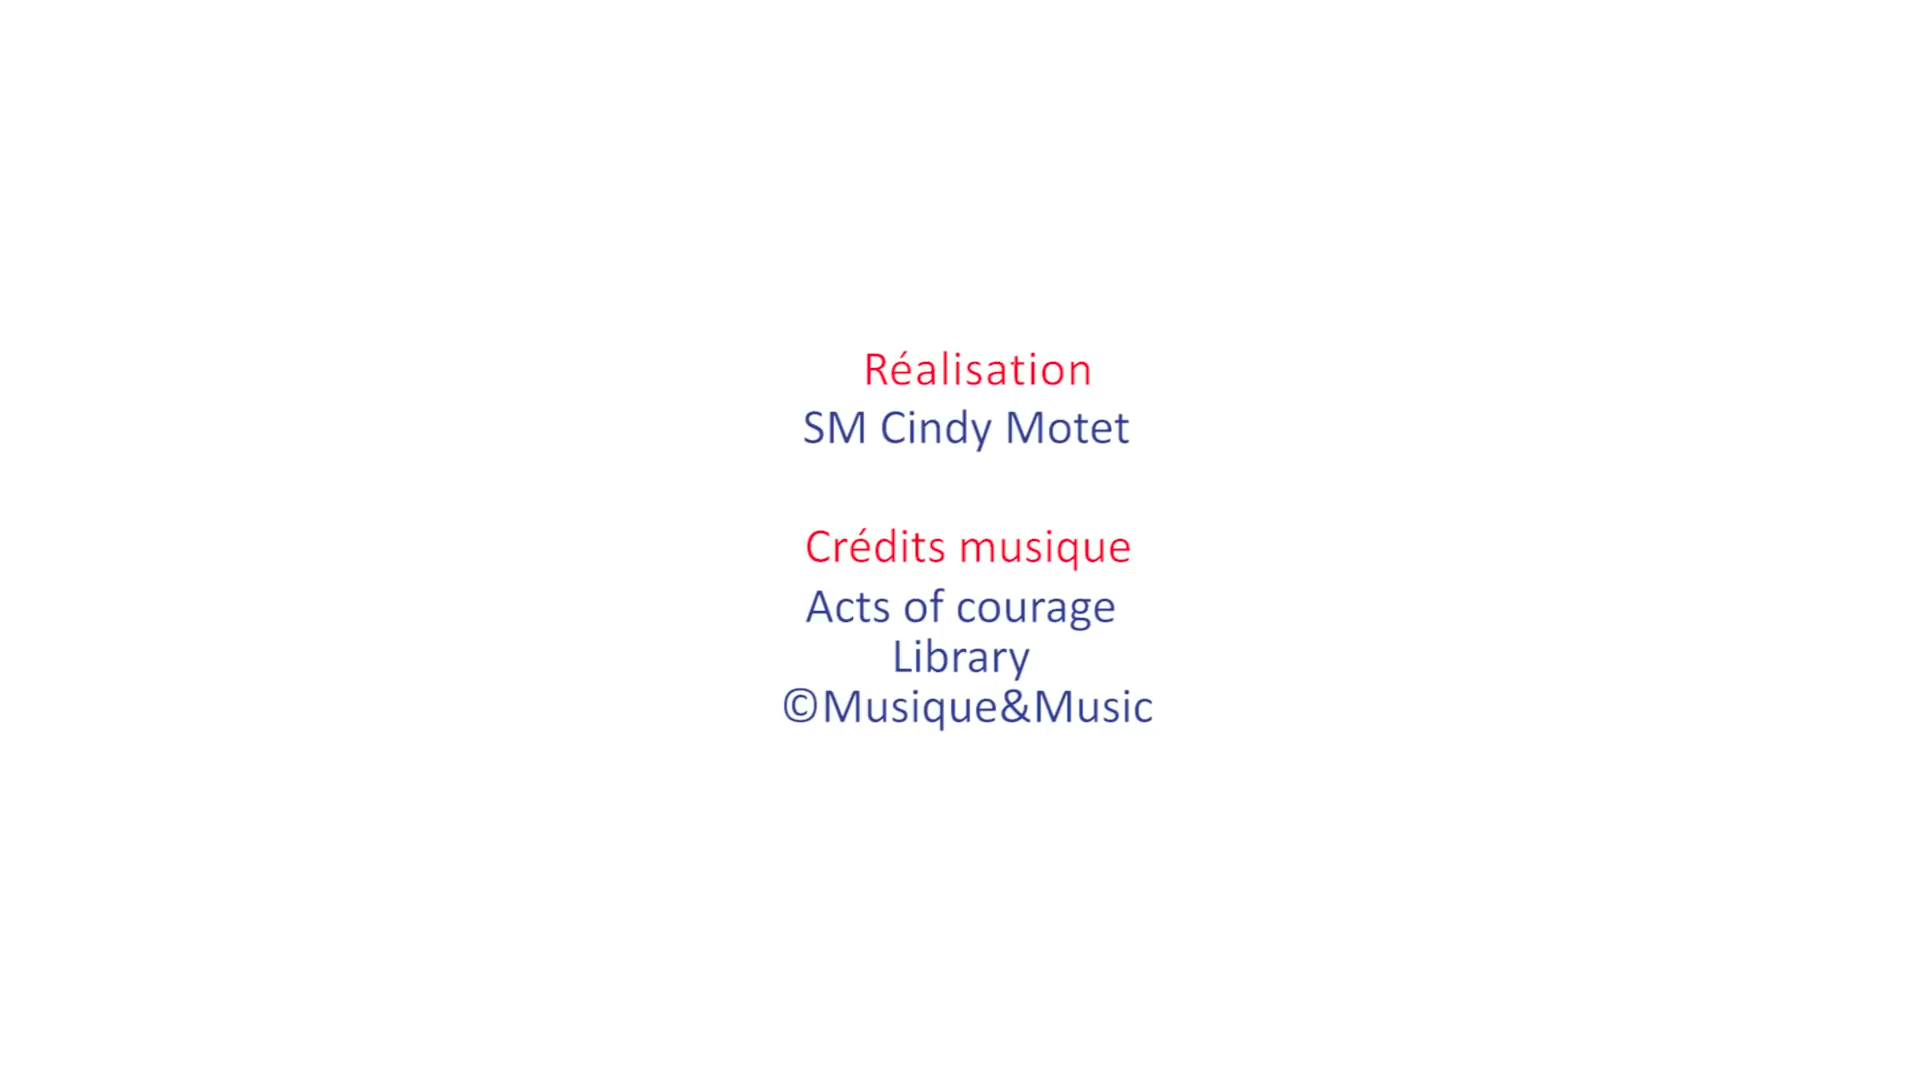 Réalisation
SM Cindy Motet
Crédits musique
Acts of courage
Library
©Musique&Music